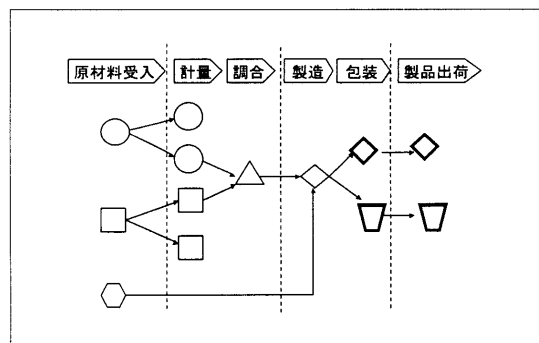 原材料受入
計量
調合
製造
包装
製品出荷